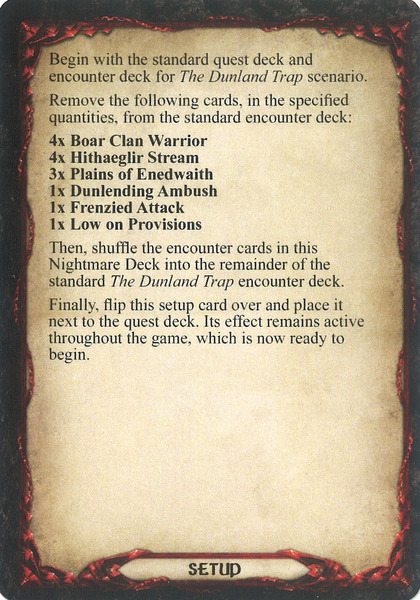 Begin with the standard quest deck and
encounter deck for The Dunland Trap scenario.
Remove the following cards, in the specified
quantities, from the standard encounter deck:
4x Boar Clan Warrior
4x Hithaeglir Stream
3x Plains of Enedwaith
1x Dunlending Ambush
1x Frenzied Attack
1x Low on Provisions
Then, shuffle the encounter cards in this
Nightmare Deck into the remainder of the
standard The Dunland Trap encounter deck.
Finally, flip this setup card over and place it
next to the quest deck. Its effect remains active
throughout the game, which is now ready to
begin.
SETUP